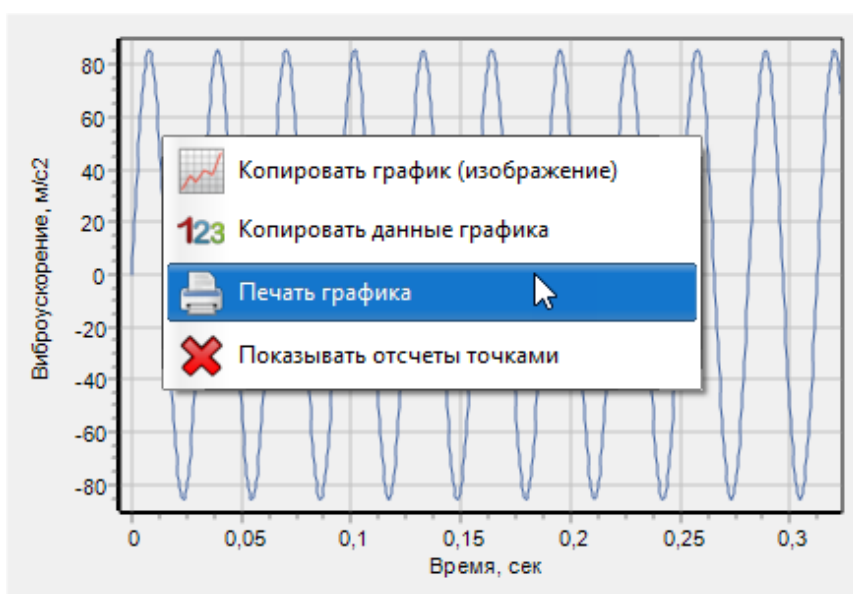 80
60
40
20
0
-20
-40
-60
-80
Виброускорение, м/с2
Копировать график (изображение)
123 Копировать данные графика
Печать графика
Показывать отсчеты точками
0 0,05 0,1 0,15 0,2 0,25 0,3
Время, сек